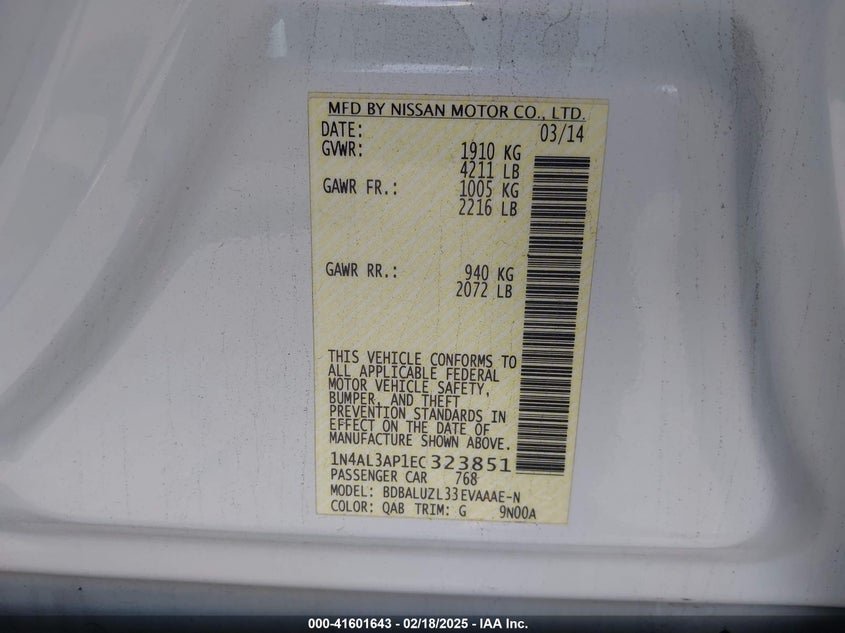 MFD BY NISSAN MOTOR CO., LTD.
DATE: 03/14
GVWR: 1910 KG
4211 LB
GAWR FR.: 1005 KG
2216 LB
GAWR RR.: 940 KG
2072 LB
THIS VEHICLE CONFORMS TO
ALL APPLICABLE FEDERAL
MOTOR VEHICLE SAFETY,
BUMPER, AND THEFT
PREVENTION STANDARDS IN
EFFECT ON THE DATE OF
MANUFACTURE SHOWN ABOVE.
1N4AL3AP1EC323851
PASSENGER CAR 768
MODEL: BDBALUZL33EVAAAE-N
COLOR: QAB TRIM: G 9N00A
000-41601643 - 02/18/2025 - IAA Inc.